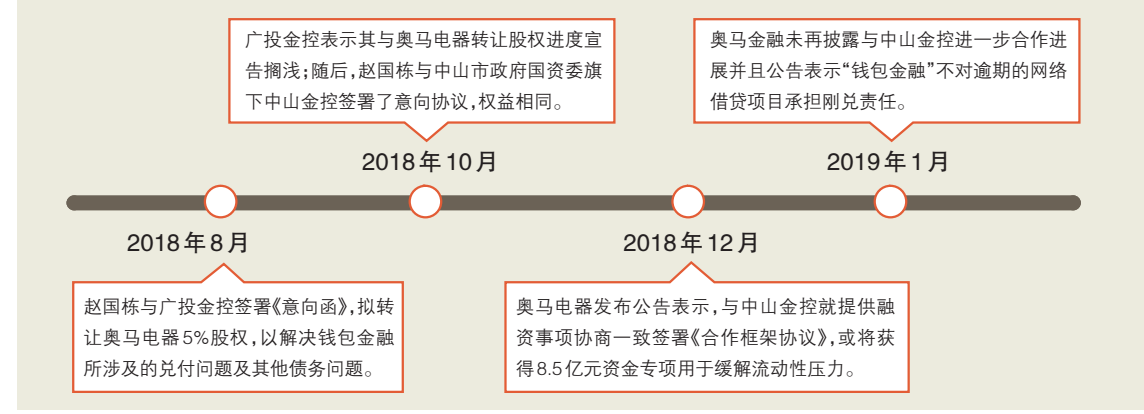 广投金控表示其与奥马电器转让股权进度宣
告搁浅;随后,赵国栋与中山市政府国资委旗
下中山金控签署了意向协议,权益相同。
奥马金融未再披露与中山金控进一步合作进
展并且公告表示“钱包金融”不对逾期的网络
借贷项目承担刚兑责任。
2018年10月
2019年1月
2018年8月
2018年12月
赵国栋与广投金控签署《意向函》,拟转
让奥马电器5%股权,以解决钱包金融
所涉及的兑付问题及其他债务问题。
奥马电器发布公告表示,与中山金控就提供融
资事项协商一致签署《合作框架协议》,或将获
得8.5亿元资金专项用于缓解流动性压力。